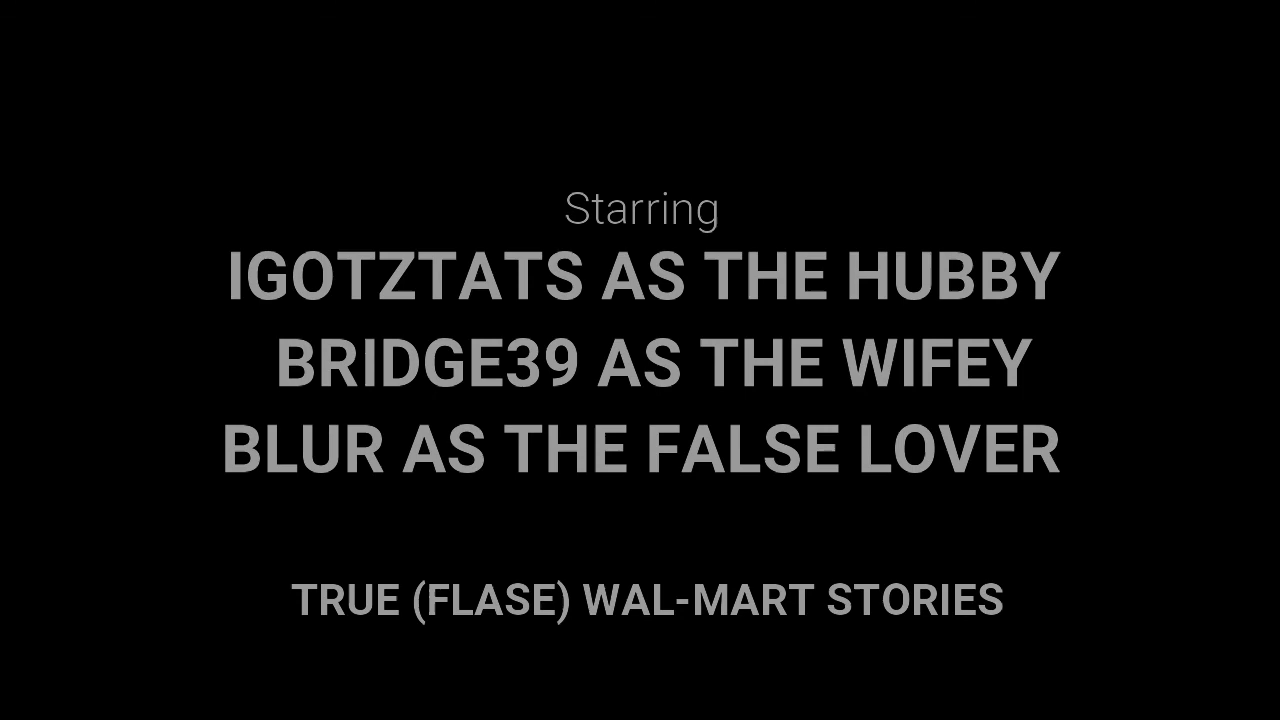 Starring
IGOTZTATS AS THE HUBBY
BRIDGE39 AS THE WIFEY
BLUR AS THE FALSE LOVER
TRUE (FLASE) WAL-MART STORIES